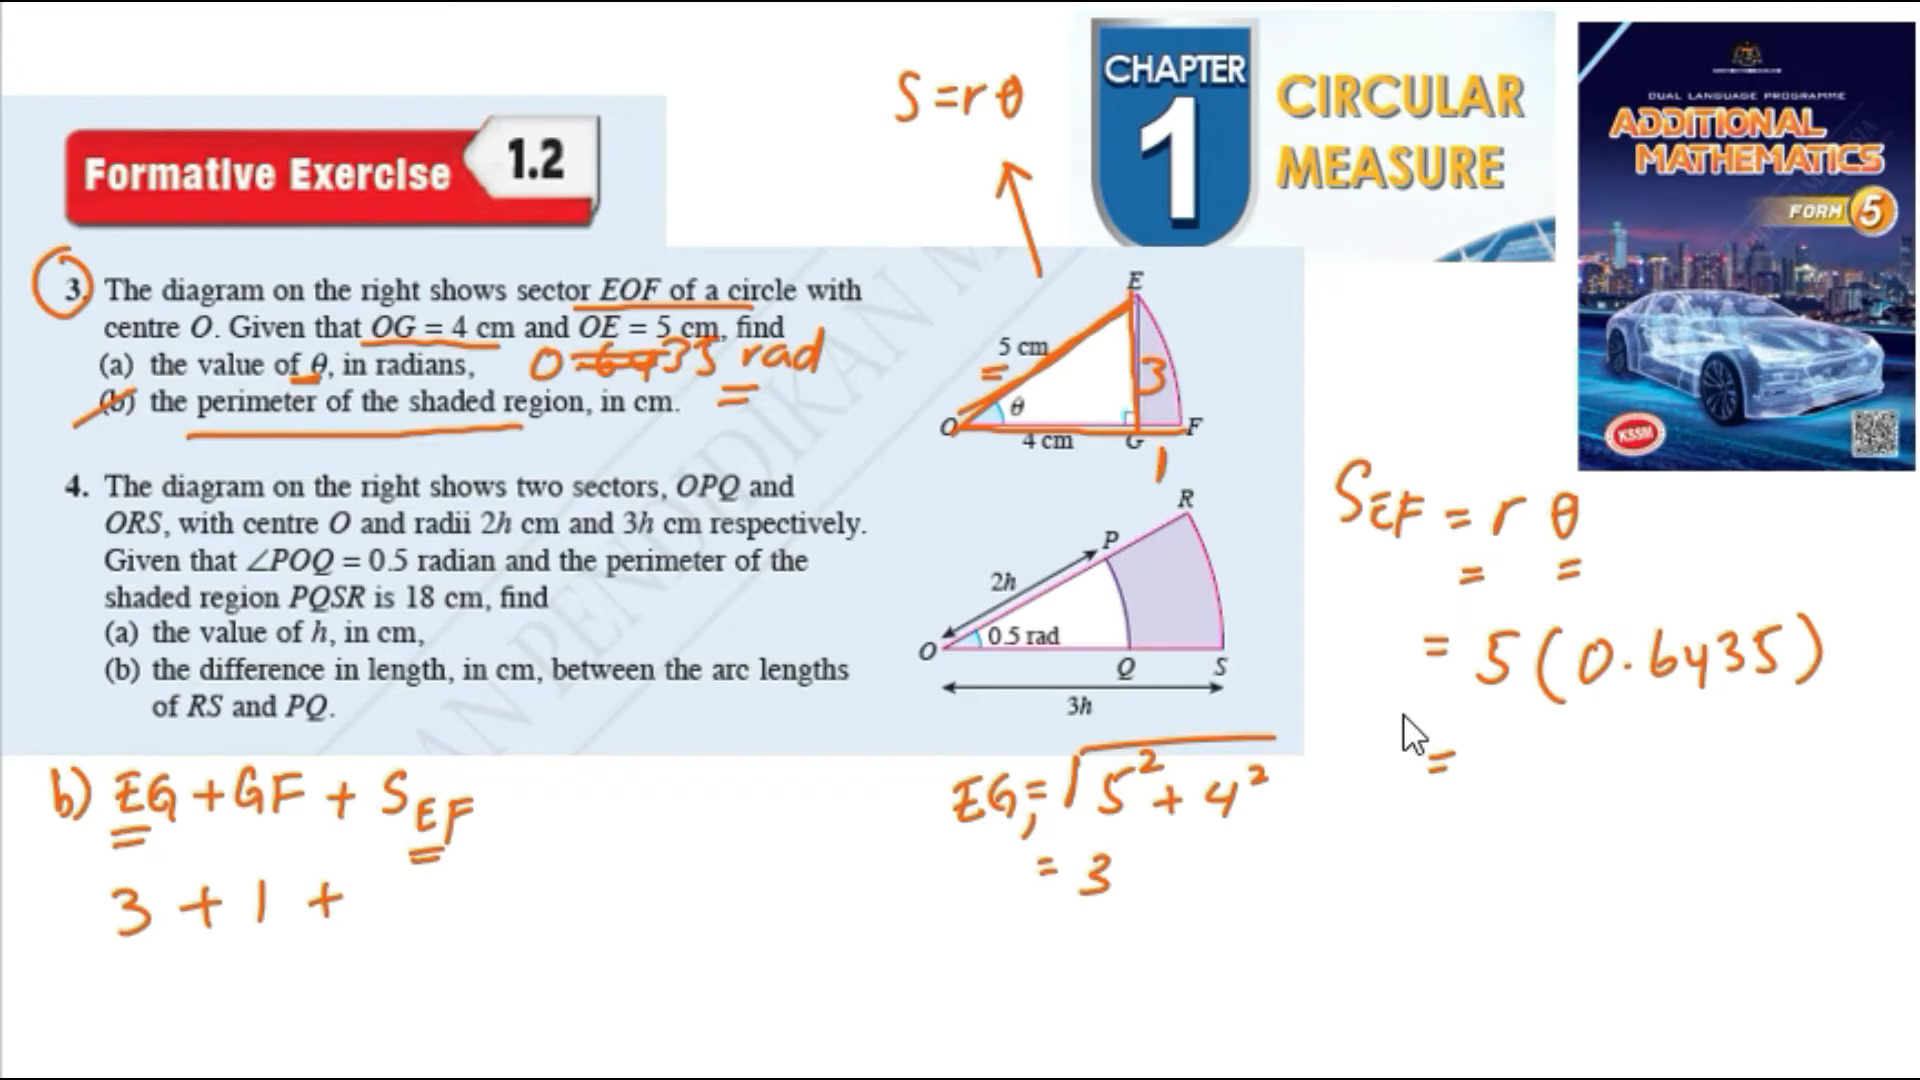 S = r θ
CHAPTER
1
CIRCULAR
MEASURE
DUAL LANGUAGE PROGRAMME
ADDITIONAL
MATHEMATICS
FORM 5
KSSM
Formative Exercise 1.2
3. The diagram on the right shows sector EOF of a circle with
centre O. Given that OG = 4 cm and OE = 5 cm, find
(a) the value of θ, in radians, 0.6435 rad
(b) the perimeter of the shaded region, in cm.
E
5 cm
3
θ
O
4 cm
G
F
1
4. The diagram on the right shows two sectors, OPQ and
ORS, with centre O and radii 2h cm and 3h cm respectively.
Given that ∠POQ = 0.5 radian and the perimeter of the
shaded region PQSR is 18 cm, find
(a) the value of h, in cm,
(b) the difference in length, in cm, between the arc lengths
of RS and PQ.
R
P
2h
0.5 rad
O
Q
S
3h
S EF = r θ
= =
= 5(0.6435)
=
b) EG + GF + S EF
3 + 1 +
EG, = √5² + 4²
= 3